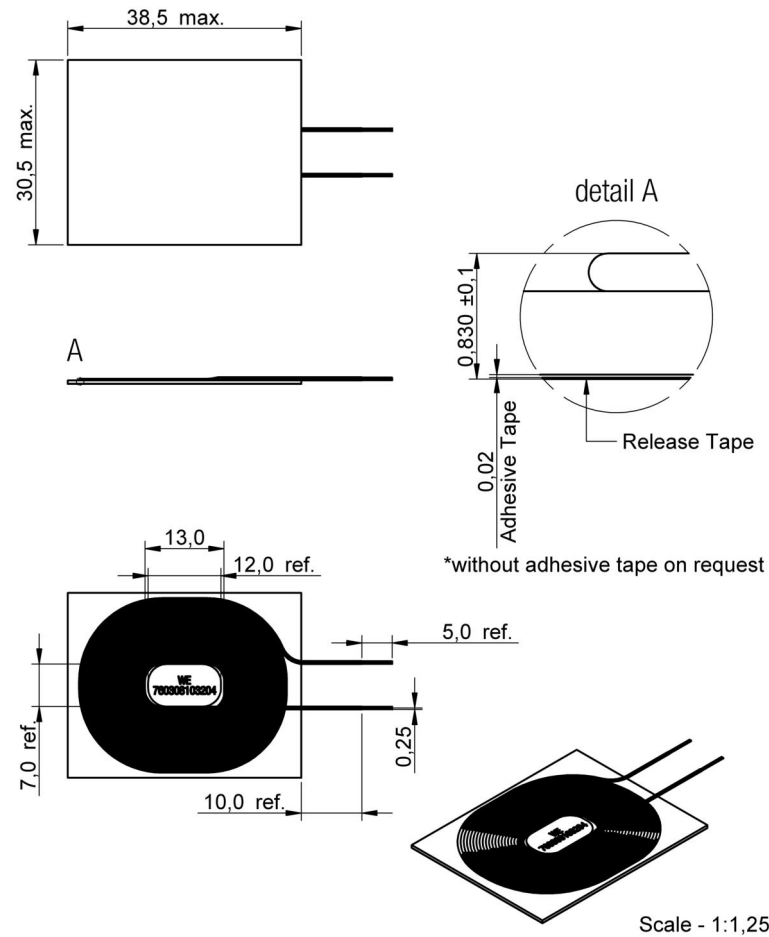 38,5 max.
30,5 max.
detail A
0,830 ±0,1
A
Release Tape
0,02
Adhesive Tape
*without adhesive tape on request
13,0
12,0 ref.
5,0 ref.
WE
760308103204
7,0 ref.
0,25
10,0 ref.
WE
760308103204
Scale - 1:1,25